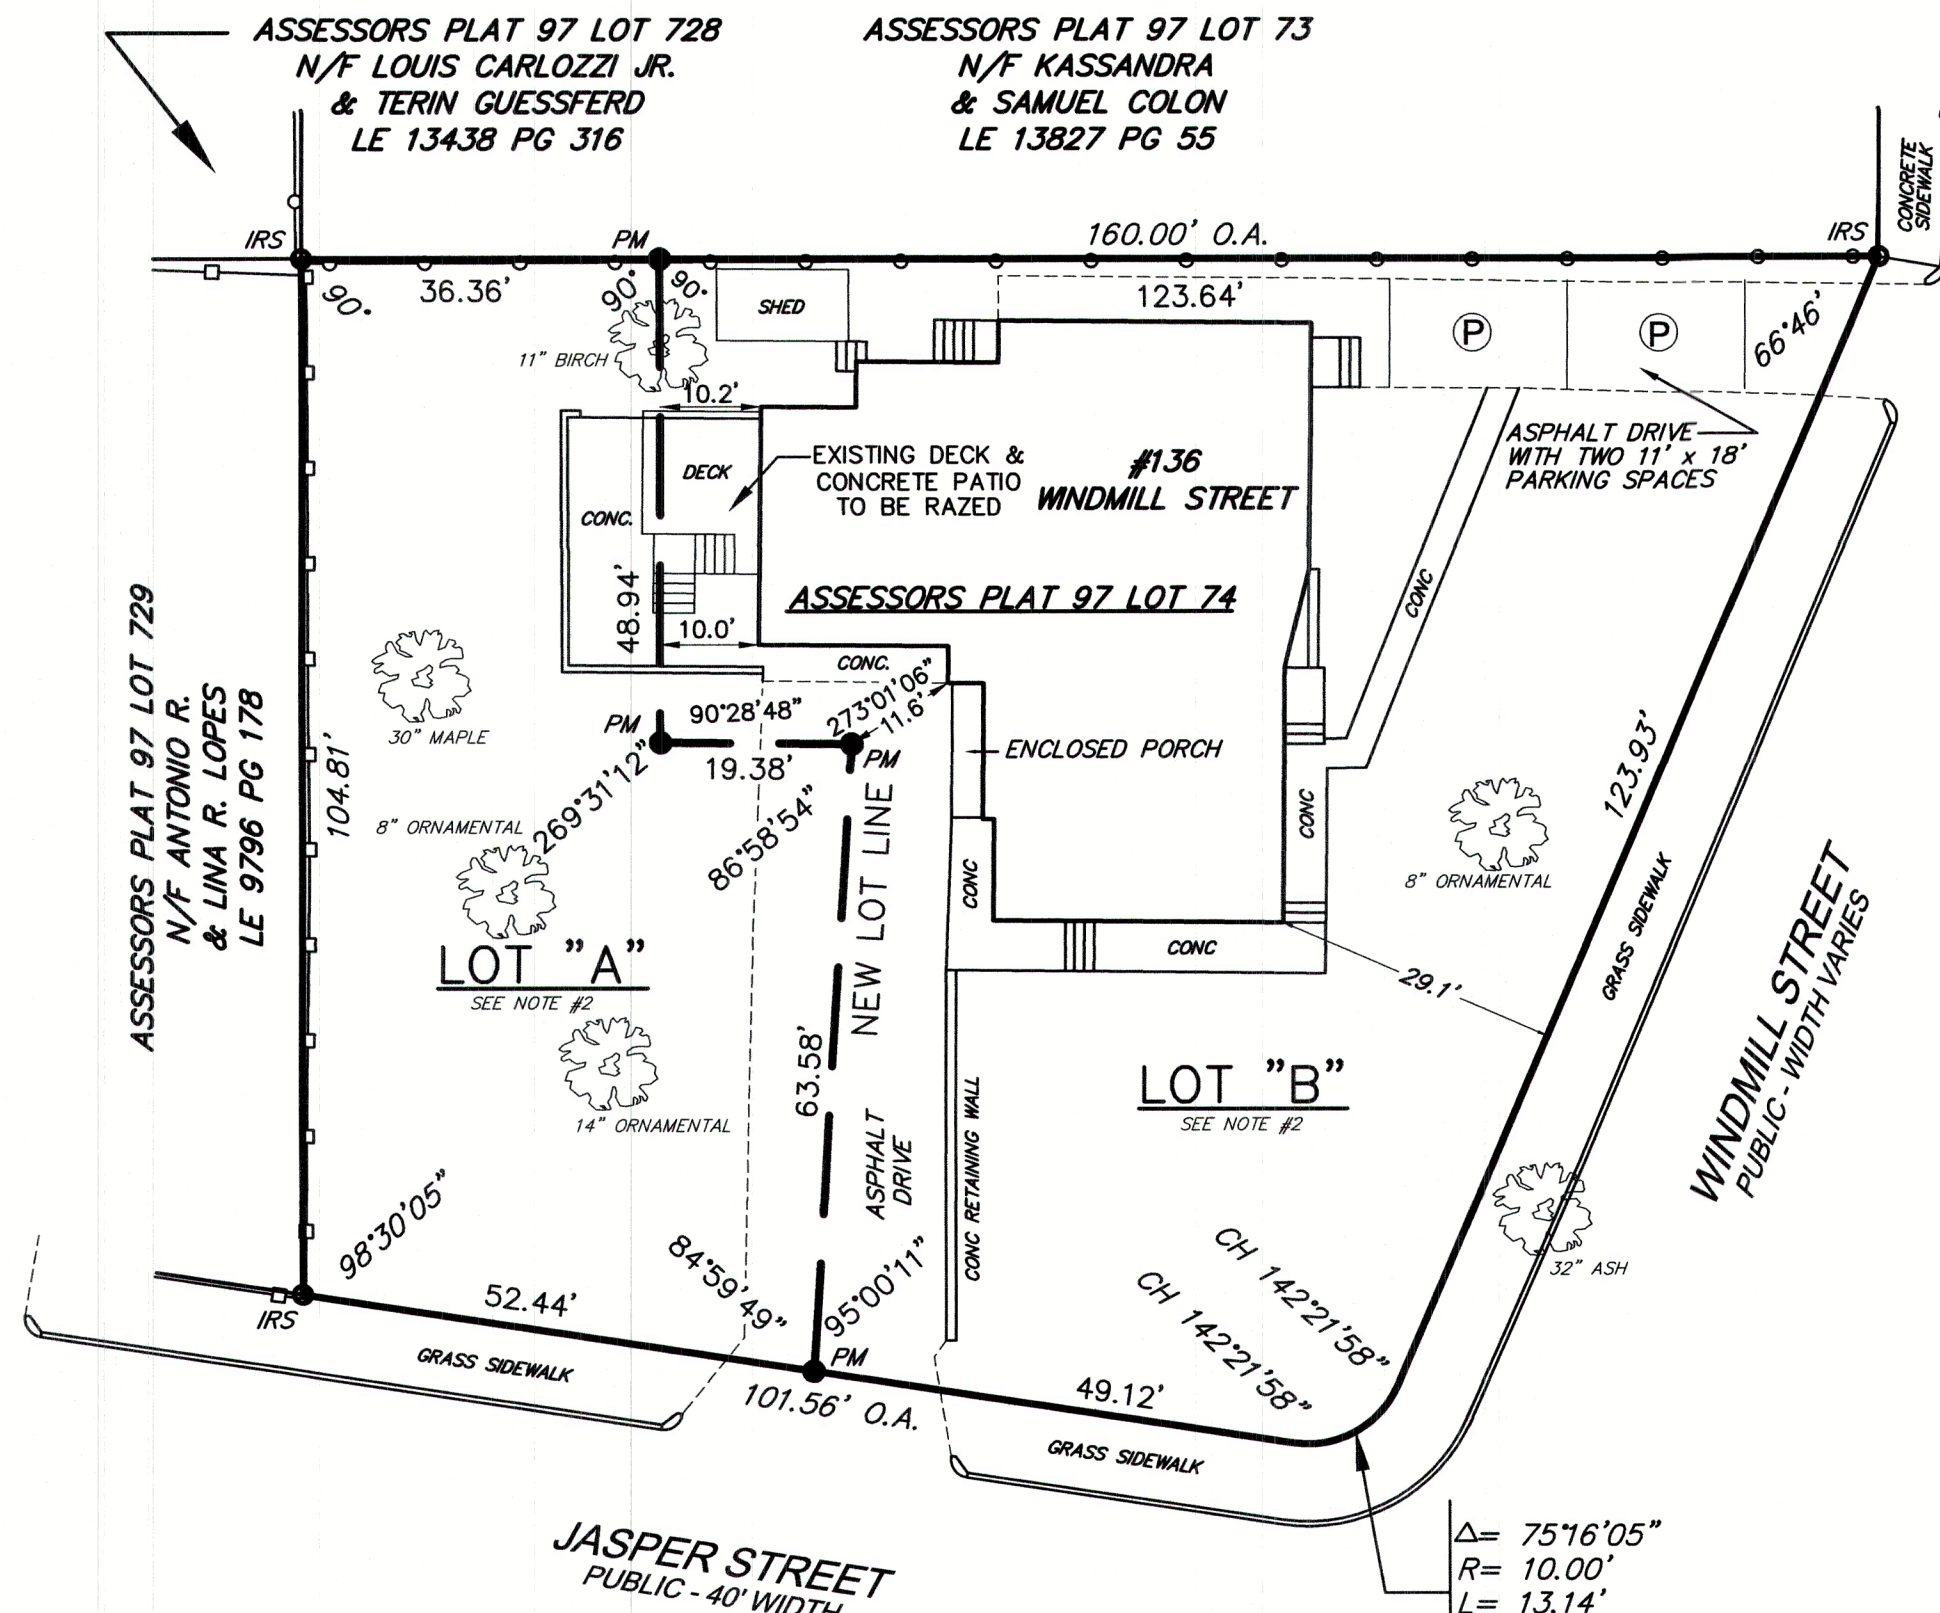 ASSESSORS PLAT 97 LOT 728
N/F LOUIS CARLOZZI JR.
& TERIN GUESSFERD
LE 13438 PG 316
ASSESSORS PLAT 97 LOT 73
N/F KASSANDRA
& SAMUEL COLON
LE 13827 PG 55
CONCRETE
SIDEWALK
IRS
PM
160.00' O.A.
IRS
90°
36.36'
90°
90°
SHED
123.64'
P
P
66°46'
11" BIRCH
10.2'
DECK
EXISTING DECK &
CONCRETE PATIO
TO BE RAZED
#136
WINDMILL STREET
ASPHALT DRIVE
WITH TWO 11' x 18'
PARKING SPACES
CONC.
48.94'
10.0'
ASSESSORS PLAT 97 LOT 74
CONC
CONC.
ASSESSORS PLAT 97 LOT 729
N/F ANTONIO R.
& LINA R. LOPES
LE 9796 PG 178
104.81'
30" MAPLE
PM
90°28'48"
273°01'06"
11.6'
PM
19.38'
269°31'12"
86°58'54"
ENCLOSED PORCH
8" ORNAMENTAL
NEW LOT LINE
CONC
CONC
8" ORNAMENTAL
123.93'
GRASS SIDEWALK
WINDMILL STREET
PUBLIC - WIDTH VARIES
LOT "A"
SEE NOTE #2
CONC
29.1'
14" ORNAMENTAL
63.58'
ASPHALT
DRIVE
CONC RETAINING WALL
LOT "B"
SEE NOTE #2
32" ASH
98°30'05"
84°59'49"
95°00'11"
CH 142°21'58"
CH 142°21'58"
IRS
52.44'
PM
GRASS SIDEWALK
101.56' O.A.
49.12'
GRASS SIDEWALK
JASPER STREET
PUBLIC - 40' WIDTH
Δ= 75°16'05"
R= 10.00'
L= 13.14'